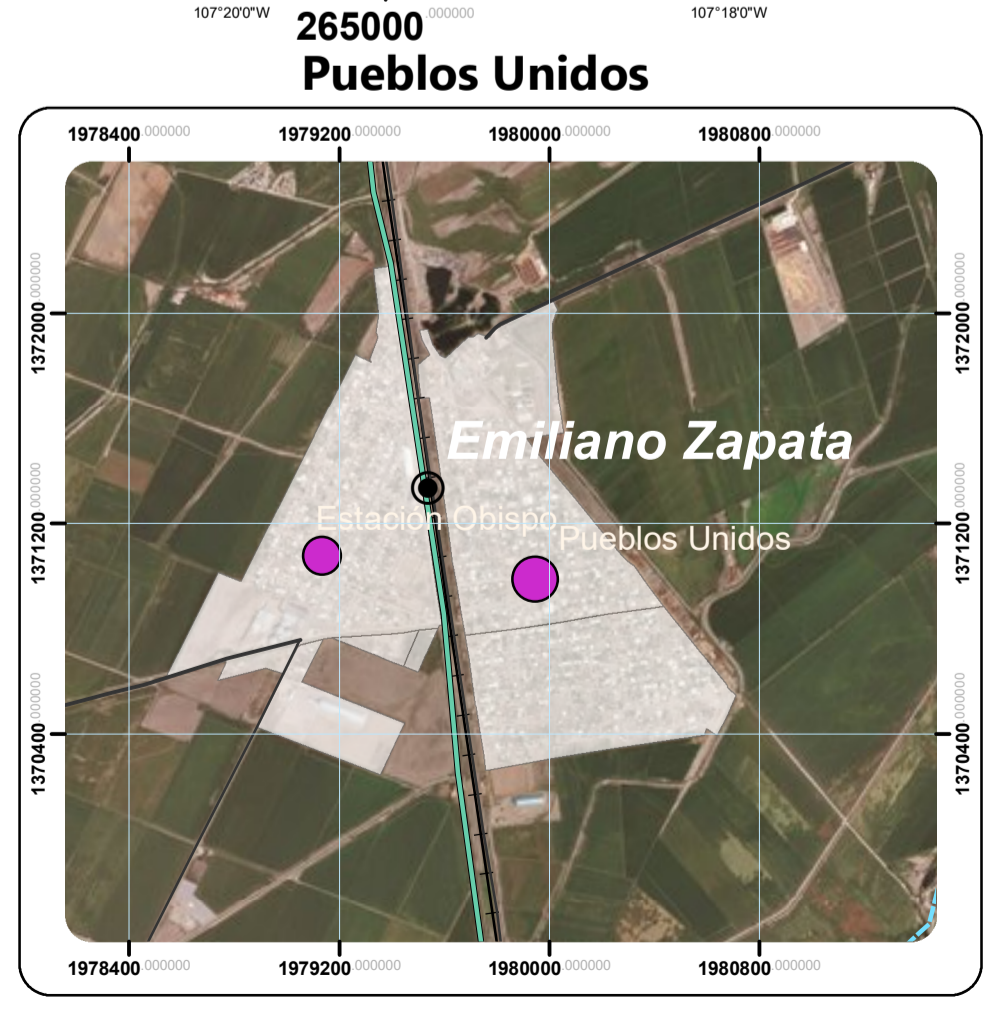 107°20'0"W .000000 107°18'0"W
265000
Pueblos Unidos
1978400.000000 1979200.000000 1980000.000000 1980800.000000
1372000.000000 1372000.000000
Emiliano Zapata
1371200.000000 1371200.000000
Estación Obispo
Pueblos Unidos
1370400.000000 1370400.000000
1978400.000000 1979200.000000 1980000.000000 1980800.000000